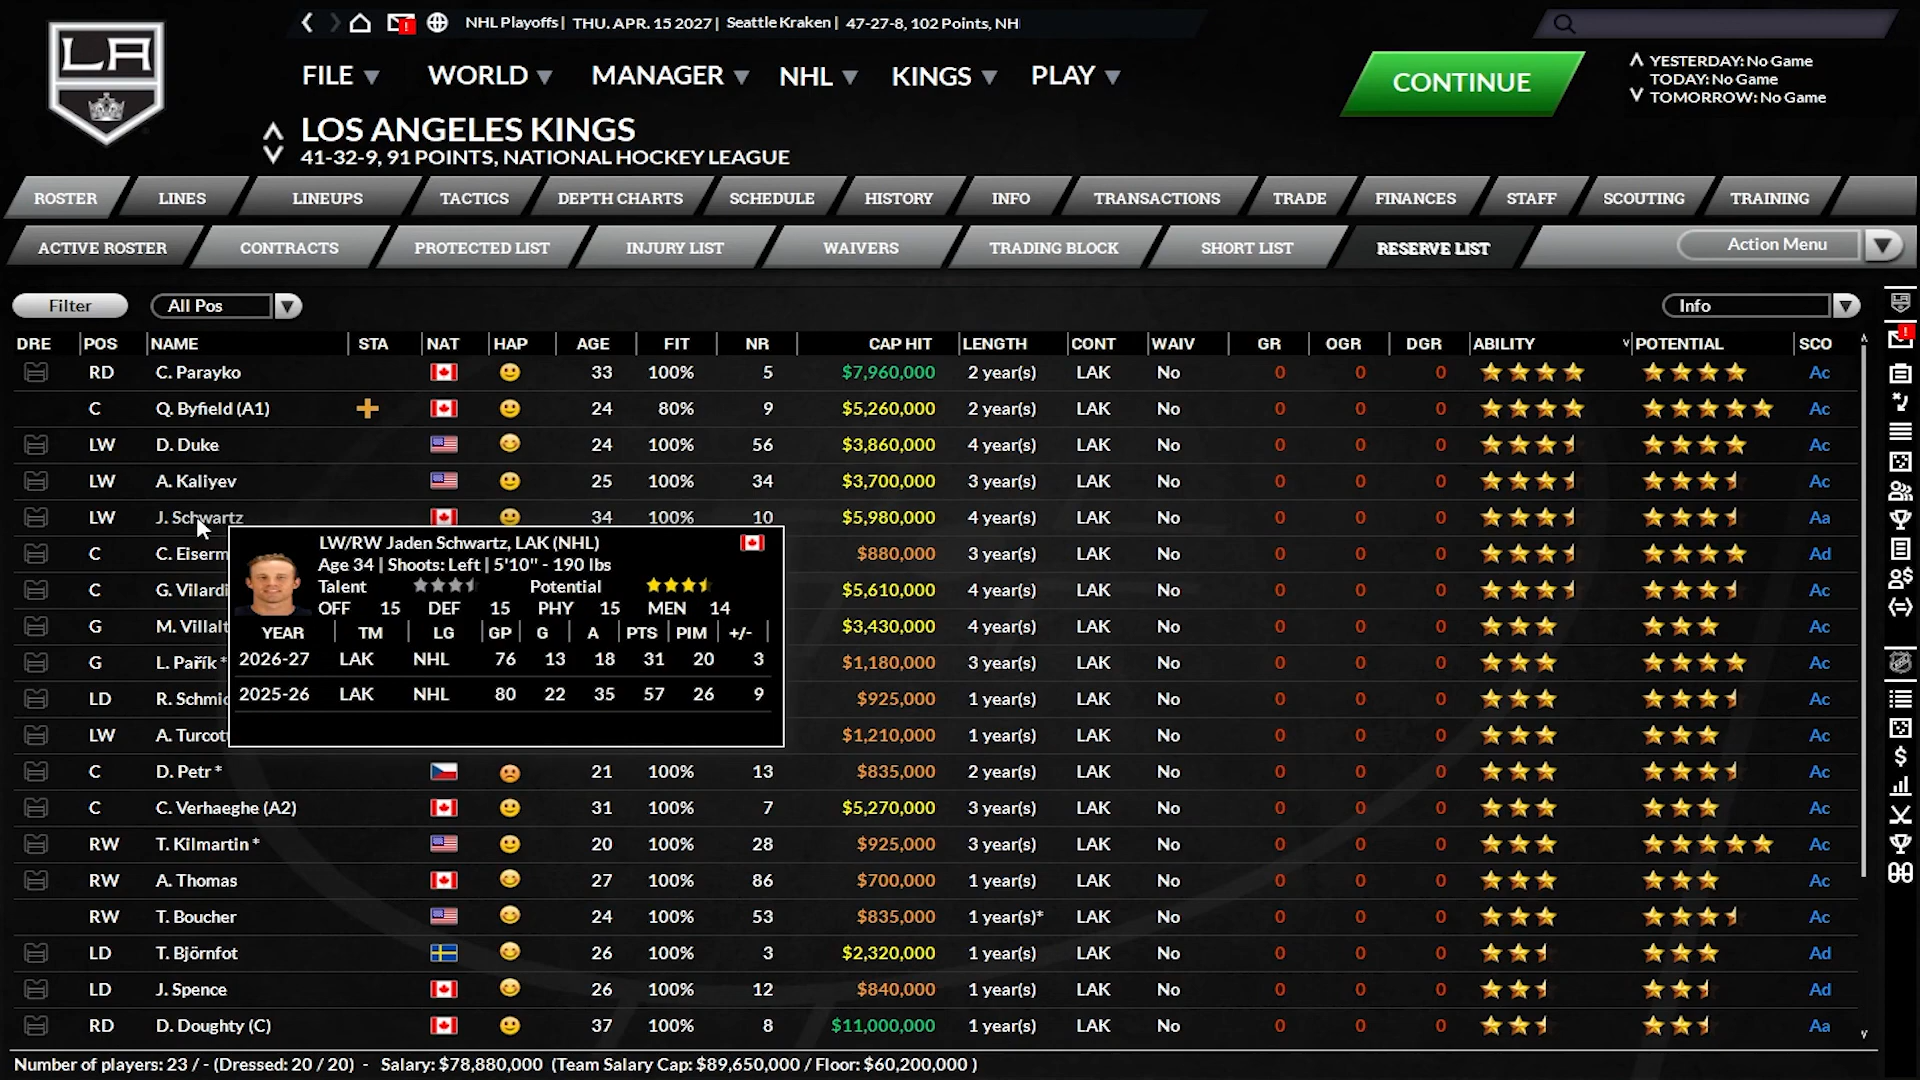 LA
NHL Playoffs | THU. APR. 15 2027 | Seattle Kraken | 47-27-8, 102 Points, NH
FILE WORLD MANAGER NHL KINGS PLAY
CONTINUE
YESTERDAY: No Game
TODAY: No Game
TOMORROW: No Game
LOS ANGELES KINGS
41-32-9, 91 POINTS, NATIONAL HOCKEY LEAGUE
ROSTER LINES LINEUPS TACTICS DEPTH CHARTS SCHEDULE HISTORY INFO TRANSACTIONS TRADE FINANCES STAFF SCOUTING TRAINING
ACTIVE ROSTER CONTRACTS PROTECTED LIST INJURY LIST WAIVERS TRADING BLOCK SHORT LIST RESERVE LIST Action Menu
Filter All Pos Info
DRE POS NAME STA NAT HAP AGE FIT NR CAP HIT LENGTH CONT WAIV GR OGR DGR ABILITY POTENTIAL SCO
RD C. Parayko 33 100% 5 $7,960,000 2 year(s) LAK No 0 0 0 Ac
C Q. Byfield (A1) 24 80% 9 $5,260,000 2 year(s) LAK No 0 0 0 Ac
LW D. Duke 24 100% 56 $3,860,000 4 year(s) LAK No 0 0 0 Ac
LW A. Kaliyev 25 100% 34 $3,700,000 3 year(s) LAK No 0 0 0 Ac
LW J. Schwartz 34 100% 10 $5,980,000 4 year(s) LAK No 0 0 0 Aa
C C. Eiserm $880,000 3 year(s) LAK No 0 0 0 Ad
C G. Vilardi $5,610,000 4 year(s) LAK No 0 0 0 Ac
G M. Villalt $3,430,000 4 year(s) LAK No 0 0 0 Ac
G L. Pařík * $1,180,000 3 year(s) LAK No 0 0 0 Ac
LD R. Schmid $925,000 1 year(s) LAK No 0 0 0 Ac
LW A. Turcot $1,210,000 1 year(s) LAK No 0 0 0 Ac
LW/RW Jaden Schwartz, LAK (NHL)
Age 34 | Shoots: Left | 5'10" - 190 lbs
Talent Potential
OFF 15 DEF 15 PHY 15 MEN 14
YEAR TM LG GP G A PTS PIM +/-
2026-27 LAK NHL 76 13 18 31 20 3
2025-26 LAK NHL 80 22 35 57 26 9
C D. Petr * 21 100% 13 $835,000 2 year(s) LAK No 0 0 0 Ac
C C. Verhaeghe (A2) 31 100% 7 $5,270,000 3 year(s) LAK No 0 0 0 Ac
RW T. Kilmartin * 20 100% 28 $925,000 3 year(s) LAK No 0 0 0 Ac
RW A. Thomas 27 100% 86 $700,000 1 year(s) LAK No 0 0 0 Ac
RW T. Boucher 24 100% 53 $835,000 1 year(s)* LAK No 0 0 0 Ac
LD T. Björnfot 26 100% 3 $2,320,000 1 year(s) LAK No 0 0 0 Ad
LD J. Spence 26 100% 12 $840,000 1 year(s) LAK No 0 0 0 Ad
RD D. Doughty (C) 37 100% 8 $11,000,000 1 year(s) LAK No 0 0 0 Aa
Number of players: 23 / - (Dressed: 20 / 20) - Salary: $78,880,000 (Team Salary Cap: $89,650,000 / Floor: $60,200,000 )